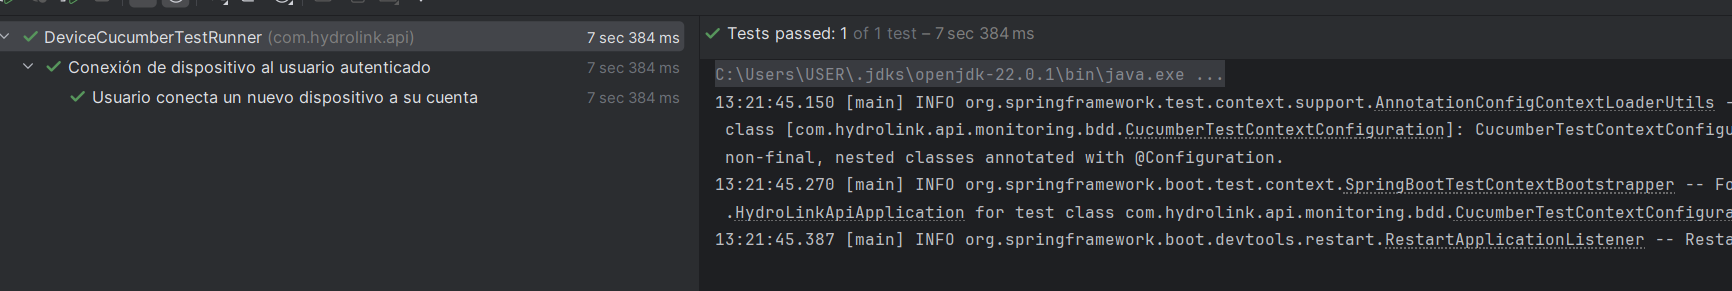 DeviceCucumberTestRunner (com.hydrolink.api) 7 sec 384 ms
Conexión de dispositivo al usuario autenticado 7 sec 384 ms
Usuario conecta un nuevo dispositivo a su cuenta 7 sec 384 ms
Tests passed: 1 of 1 test – 7 sec 384 ms
C:\Users\USER\.jdks\openjdk-22.0.1\bin\java.exe ...
13:21:45.150 [main] INFO org.springframework.test.context.support.AnnotationConfigContextLoaderUtils -
class [com.hydrolink.api.monitoring.bdd.CucumberTestContextConfiguration]: CucumberTestContextConfigu
non-final, nested classes annotated with @Configuration.
13:21:45.270 [main] INFO org.springframework.boot.test.context.SpringBootTestContextBootstrapper -- Fo
.HydroLinkApiApplication for test class com.hydrolink.api.monitoring.bdd.CucumberTestContextConfigura
13:21:45.387 [main] INFO org.springframework.boot.devtools.restart.RestartApplicationListener -- Resta